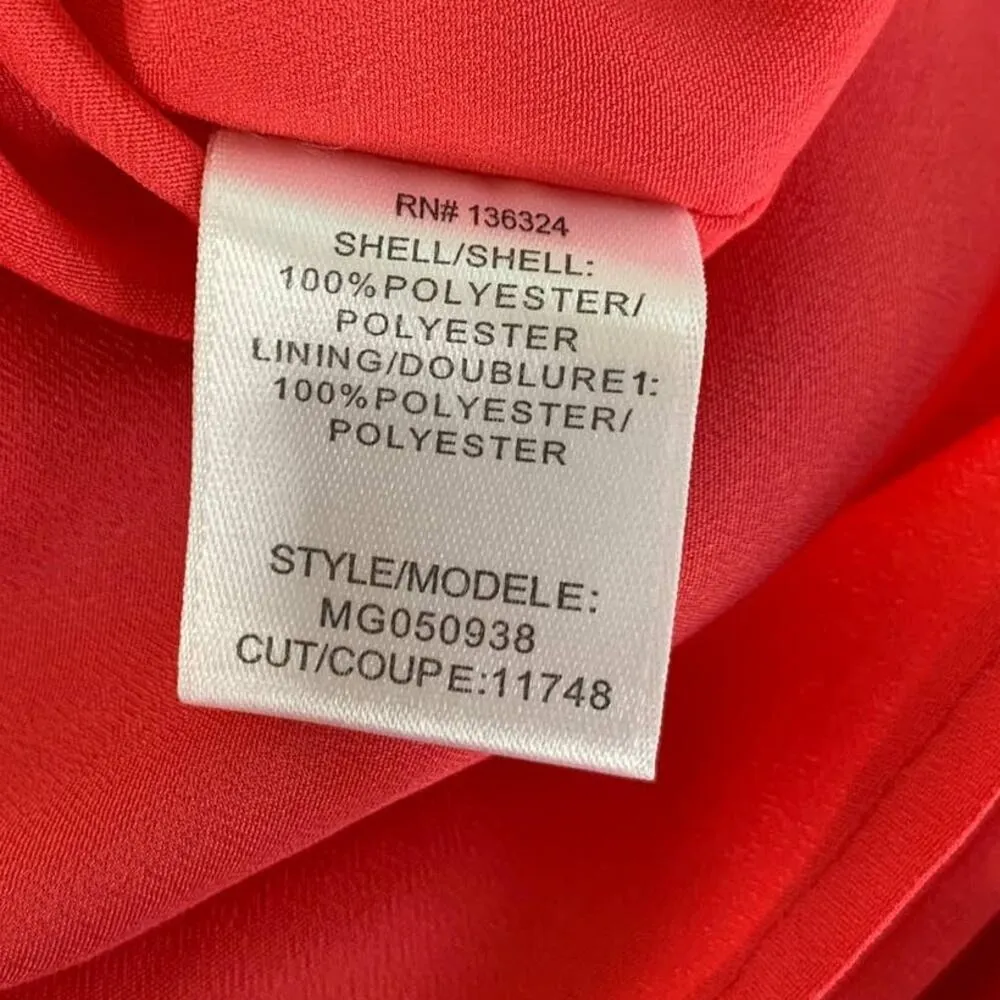 RN# 136324
SHELL/SHELL:
100%POLYESTER/
POLYESTER
LINING/DOUBLURE1:
100%POLYESTER/
POLYESTER
STYLE/MODELE:
MG050938
CUT/COUPE:11748